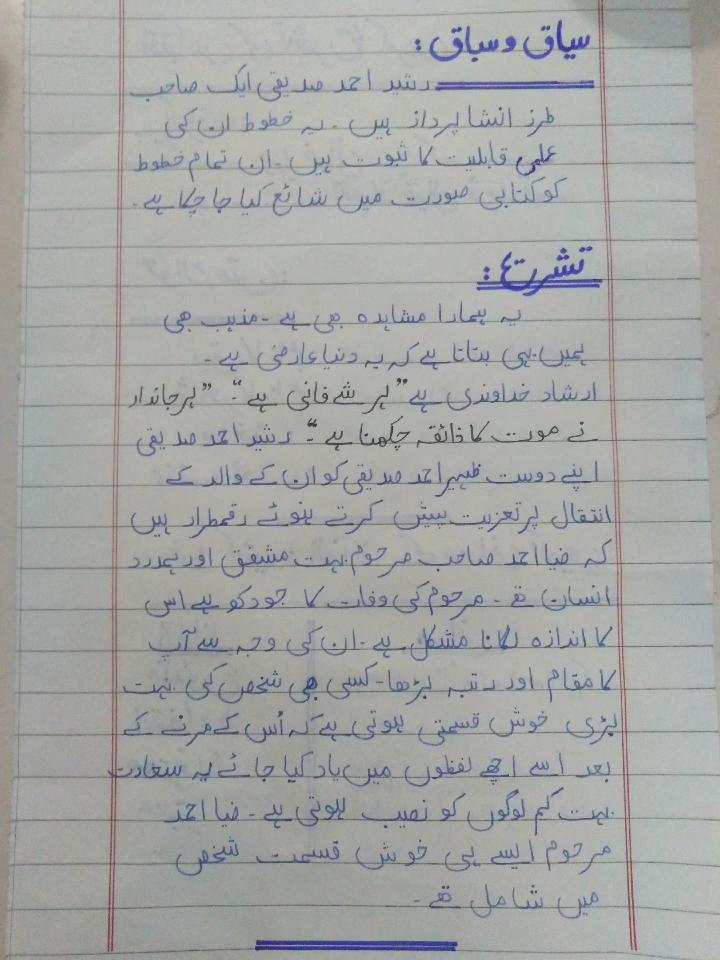 سیاق و سباق :
رشید احمد صدیقی ایک صاحب
طرز انشا پرداز ہیں ۔ یہ خطوط ان کی
علمی قابلیت کا ثبوت ہیں ۔ ان تمام خطوط
کو کتابی صورت میں شائع کیا جا چکا ہے ۔
تشریح :
یہ ہمارا مشاہدہ بھی ہے ۔ مذہب بھی
ہمیں یہی بتاتا ہے کہ یہ دنیا عارضی ہے ۔
ارشاد خداوندی ہے ”ہر شے فانی ہے“۔ ”ہر جاندار
نے موت کا ذائقہ چکھنا ہے“۔ رشید احمد صدیقی
اپنے دوست ظہیر احمد صدیقی کو ان کے والد کے
انتقال پر تعزیت پیش کرتے ہوئے رقمطراز ہیں
کہ ضیا احمد صاحب مرحوم بہت مشفق اور ہمدرد
انسان تھے ۔ مرحوم کی وفات کا جو دکھ ہے اس
کا اندازہ لگانا مشکل ہے ۔ ان کی وجہ سے آپ
کا مقام اور رتبہ بڑھا ۔ کسی بھی شخص کی بہت
بڑی خوش قسمتی ہوتی ہے کہ اُس کے مرنے کے
بعد اسے اچھے لفظوں میں یاد کیا جائے یہ سعادت
بہت کم لوگوں کو نصیب ہوتی ہے ۔ ضیا احمد
مرحوم ایسے ہی خوش قسمت شخص
میں شامل تھے ۔